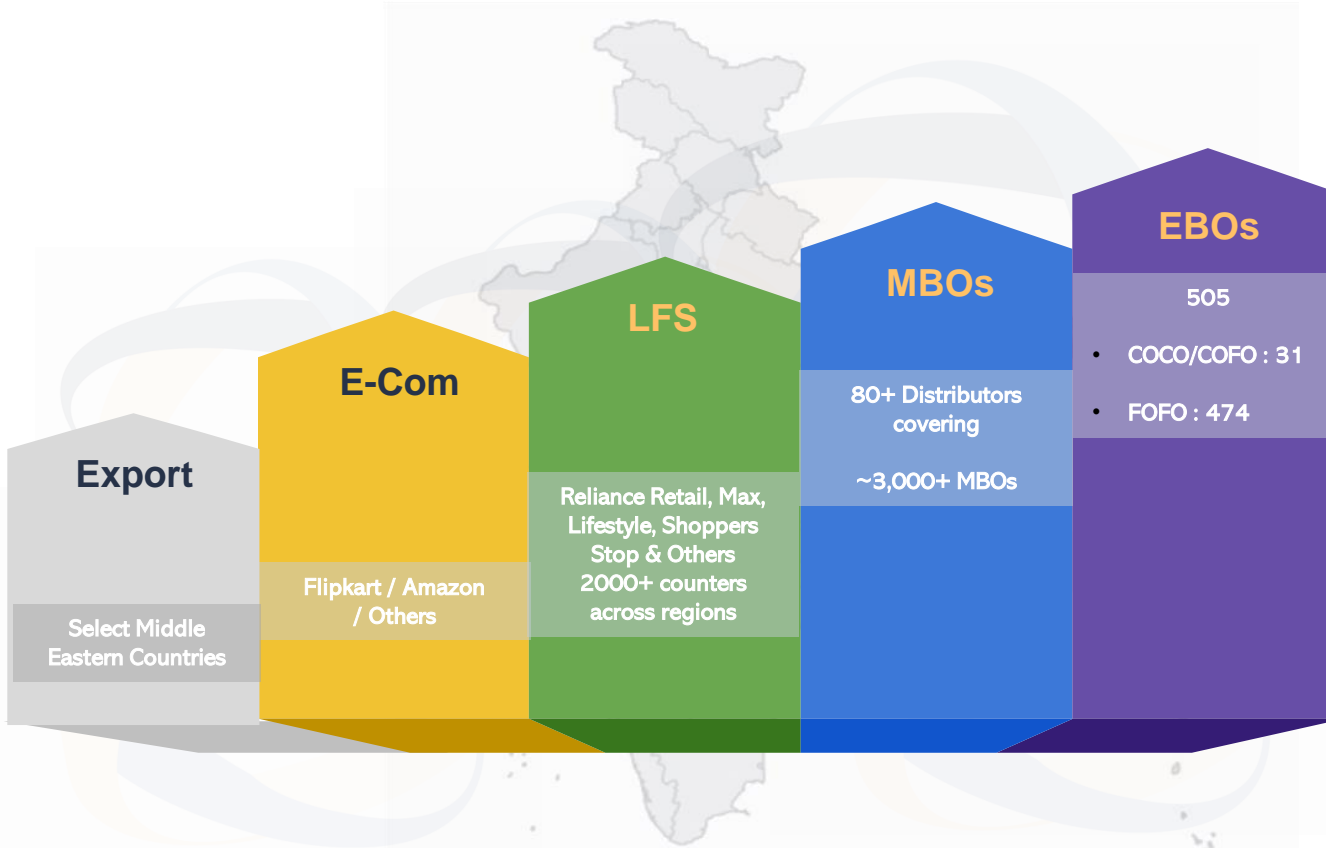 Export
Select Middle
Eastern Countries
E-Com
Flipkart / Amazon
/ Others
LFS
Reliance Retail, Max,
Lifestyle, Shoppers
Stop & Others
2000+ counters
across regions
MBOs
80+ Distributors
covering
~3,000+ MBOs
EBOs
505
• COCO/COFO : 31
• FOFO : 474